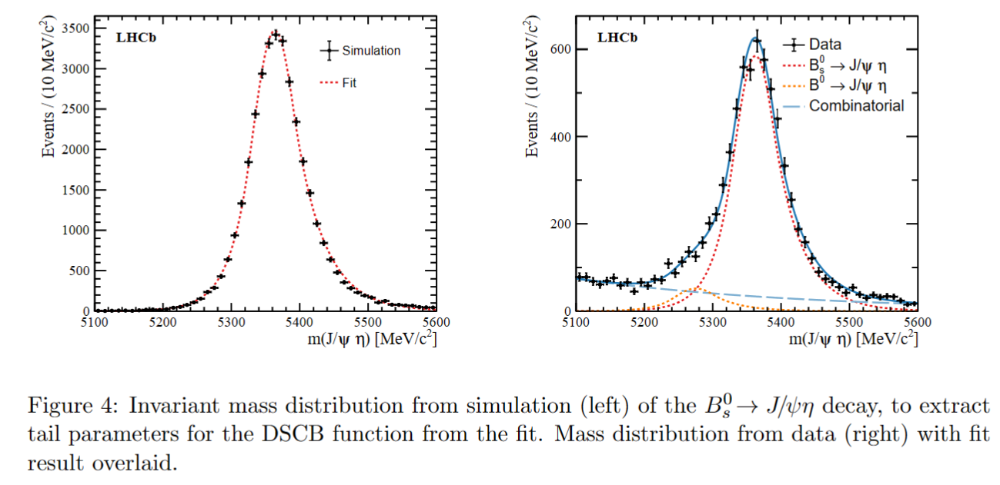 LHCb
Simulation
Fit
Events / (10 MeV/c²)
3500
3000
2500
2000
1500
1000
500
0
5100 5200 5300 5400 5500 5600
m(J/ψ η) [MeV/c²]
LHCb
Data
B⁰ₛ → J/ψ η
B⁰ → J/ψ η
Combinatorial
Events / (10 MeV/c²)
600
400
200
0
5100 5200 5300 5400 5500 5600
m(J/ψ η) [MeV/c²]
Figure 4: Invariant mass distribution from simulation (left) of the B⁰ₛ → J/ψη decay, to extract
tail parameters for the DSCB function from the fit. Mass distribution from data (right) with fit
result overlaid.